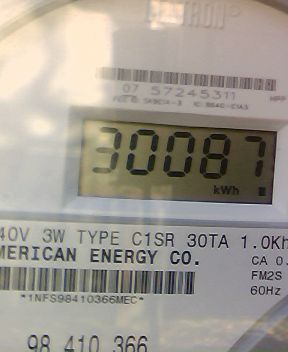 07 57245311
30087
kWh
40V 3W TYPE C1SR 30TA 1.0Kh
MERICAN ENERGY CO.
CA 0.
FM2S
60Hz
*1NFS98410366MEC*
98 410 366